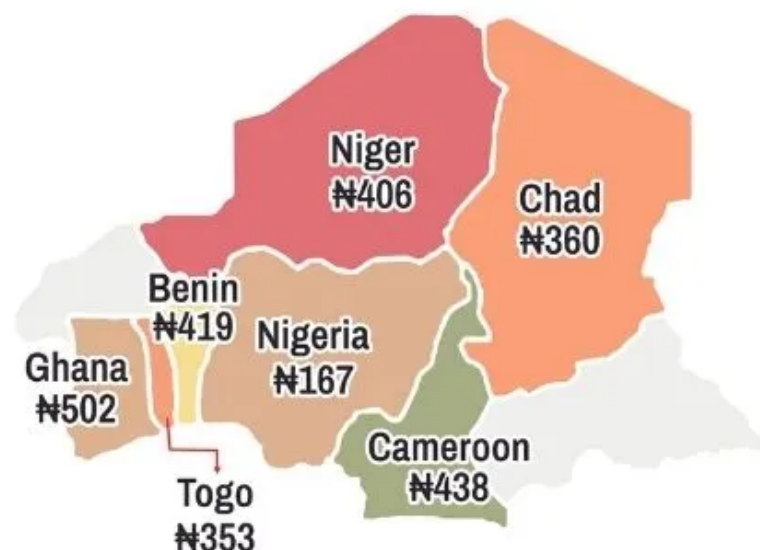 Niger
₦406
Chad
₦360
Benin
₦419
Nigeria
₦167
Ghana
₦502
Cameroon
₦438
Togo
₦353